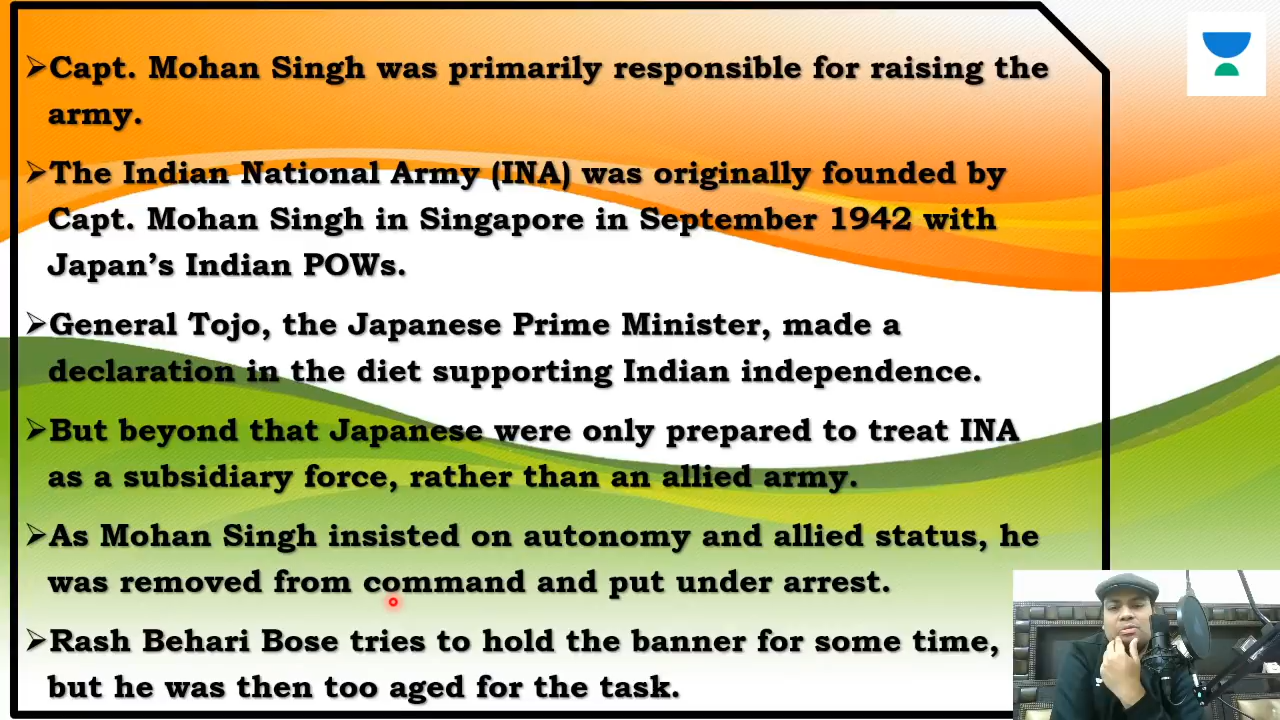 ➢Capt. Mohan Singh was primarily responsible for raising the
army.
➢The Indian National Army (INA) was originally founded by
Capt. Mohan Singh in Singapore in September 1942 with
Japan’s Indian POWs.
➢General Tojo, the Japanese Prime Minister, made a
declaration in the diet supporting Indian independence.
➢But beyond that Japanese were only prepared to treat INA
as a subsidiary force, rather than an allied army.
➢As Mohan Singh insisted on autonomy and allied status, he
was removed from command and put under arrest.
➢Rash Behari Bose tries to hold the banner for some time,
but he was then too aged for the task.